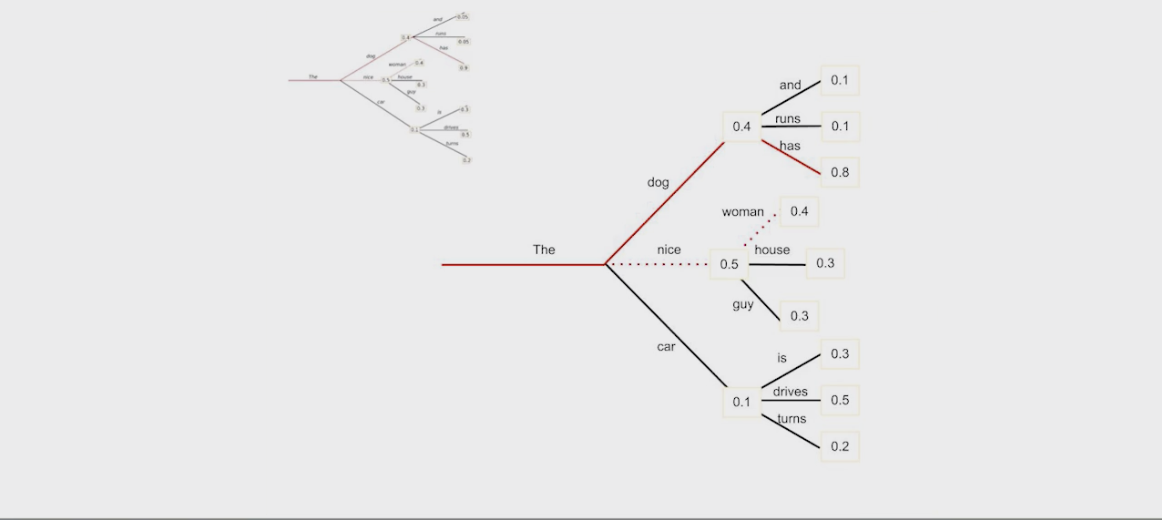 and
0.05
0.4
runs
0.05
has
dog
0.9
woman
0.4
The
nice
0.5
house
0.3
guy
0.3
car
is
0.1
drives
0.5
turns
0.2
and
0.1
0.4
runs
0.1
has
0.8
dog
woman
0.4
The
nice
0.5
house
0.3
guy
0.3
car
is
0.3
0.1
drives
0.5
turns
0.2